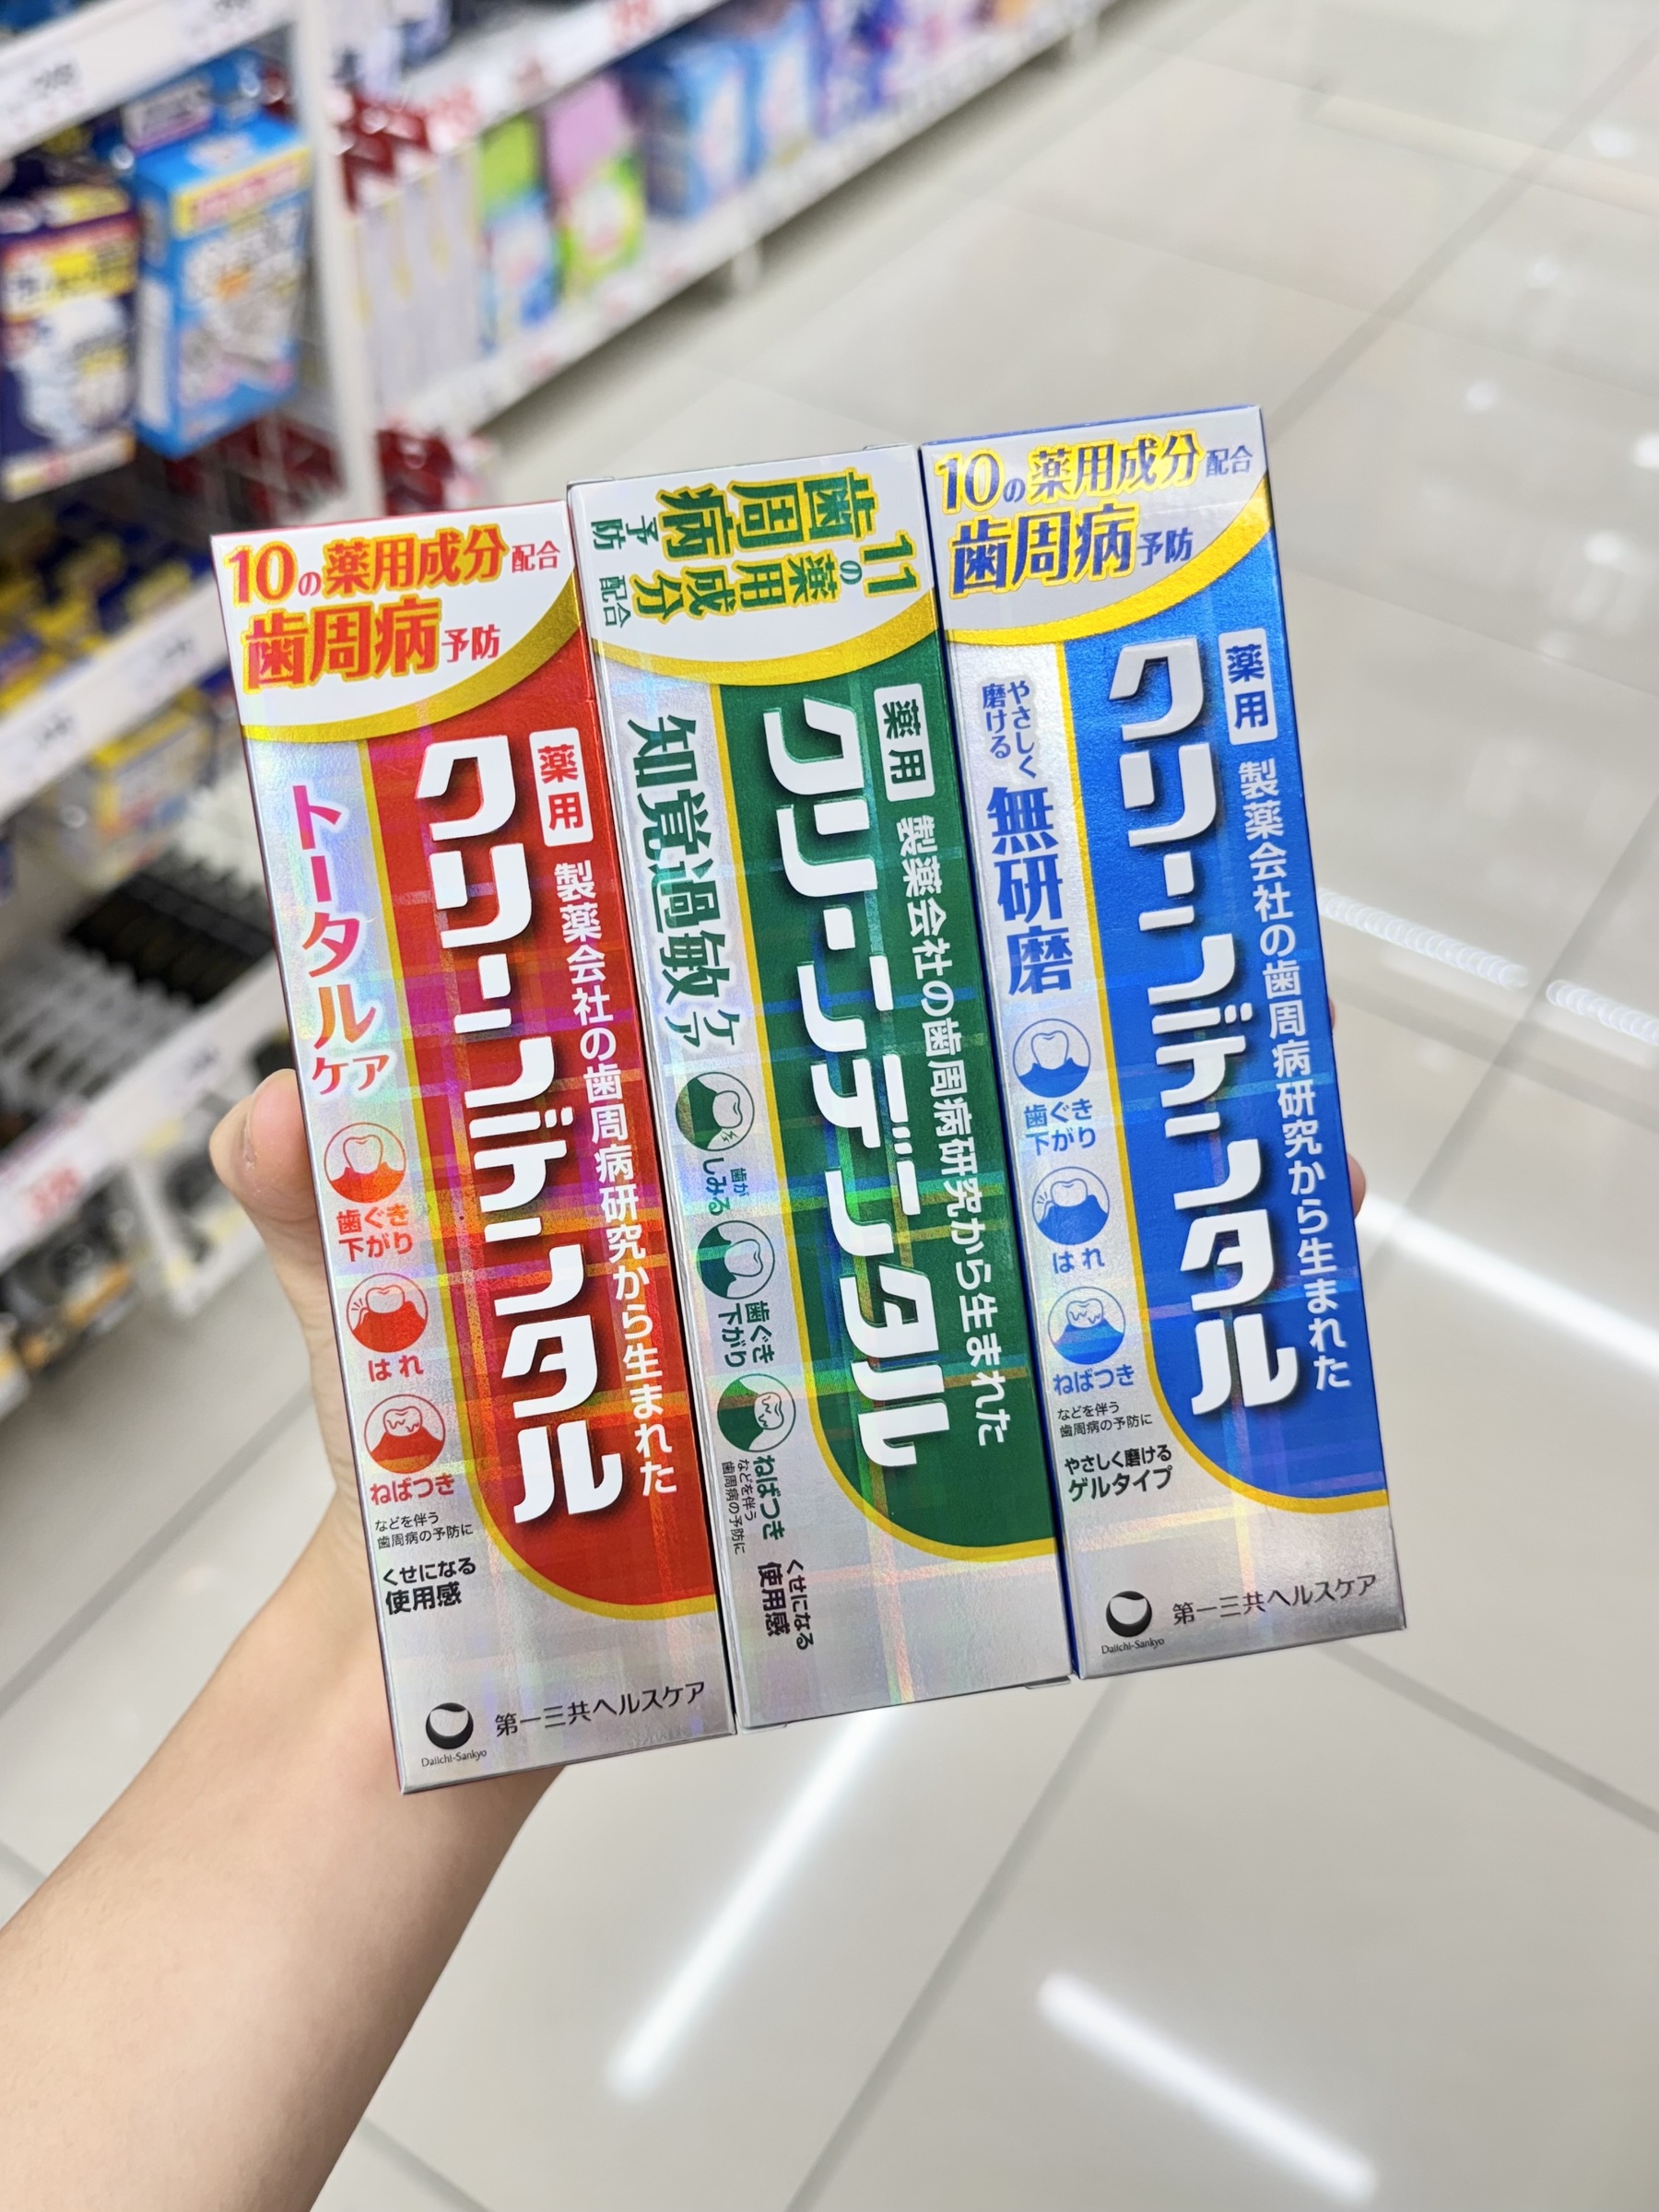 10の薬用成分配合
歯周病予防
薬用
クリーンデンタル
製薬会社の歯周病研究から生まれた
トータル
ケア
歯ぐき
下がり
はれ
ねばつき
などを伴う
歯周病の予防に
くせになる
使用感
Daiichi-Sankyo
第一三共ヘルスケア
11の薬用成分配合
歯周病予防
薬用
クリーンデンタル
製薬会社の歯周病研究から生まれた
知覚過敏ケア
歯が
しみる
歯ぐき
下がり
ねばつき
などを伴う
歯周病の予防に
くせになる
使用感
10の薬用成分配合
歯周病予防
薬用
クリーンデンタル
製薬会社の歯周病研究から生まれた
やさしく
磨ける
無研磨
歯ぐき
下がり
はれ
ねばつき
などを伴う
歯周病の予防に
やさしく磨ける
ゲルタイプ
Daiichi-Sankyo
第一三共ヘルスケア